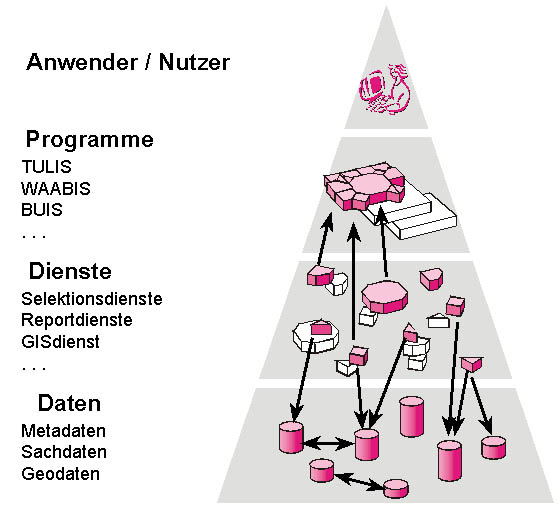 Anwender / Nutzer
Programme
TULIS
WAABIS
BUIS
. . .
Dienste
Selektionsdienste
Reportdienste
GISdienst
. . .
Daten
Metadaten
Sachdaten
Geodaten